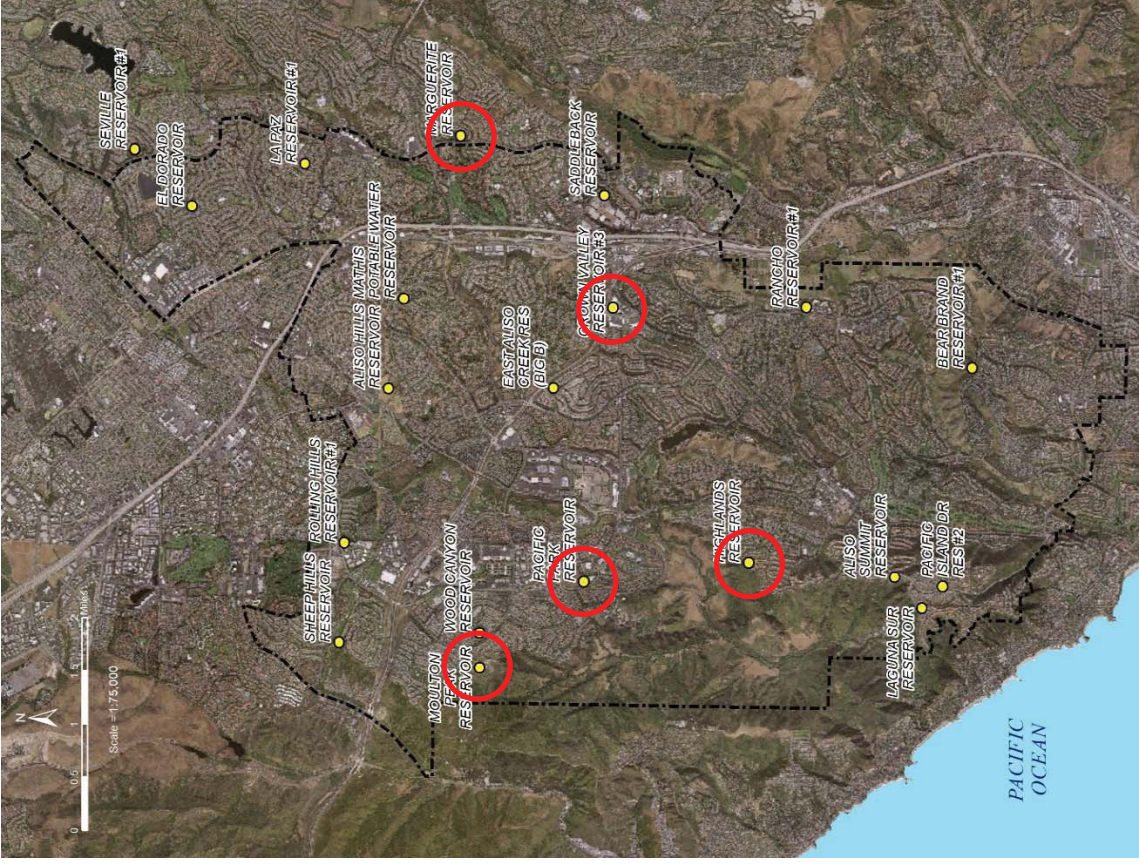 SEVILLE
RESERVOIR #1
EL DORADO
RESERVOIR
LA PAZ
RESERVOIR #1
MARGUERITE
RESERVOIR
SADDLEBACK
RESERVOIR
MATHIS
POTABLE WATER
RESERVOIR
ALISO HILLS
RESERVOIR
EAST ALISO
CREEK RES
(BIG B)
CROWN VALLEY
RESERVOIR #3
RANCHO
RESERVOIR #1
BEAR BRAND
RESERVOIR #1
ROLLING HILLS
RESERVOIR #1
SHEEP HILLS
RESERVOIR
WOOD CANYON
RESERVOIR
MOULTON
PEAK
RESERVOIR
PACIFIC
PARK
RESERVOIR
HIGHLANDS
RESERVOIR
ALISO
SUMMIT
RESERVOIR
PACIFIC
ISLAND DR
RES #2
LAGUNA SUR
RESERVOIR
N
0 0.5 1 1.5 2 Miles
Scale =1:75,000
PACIFIC
OCEAN